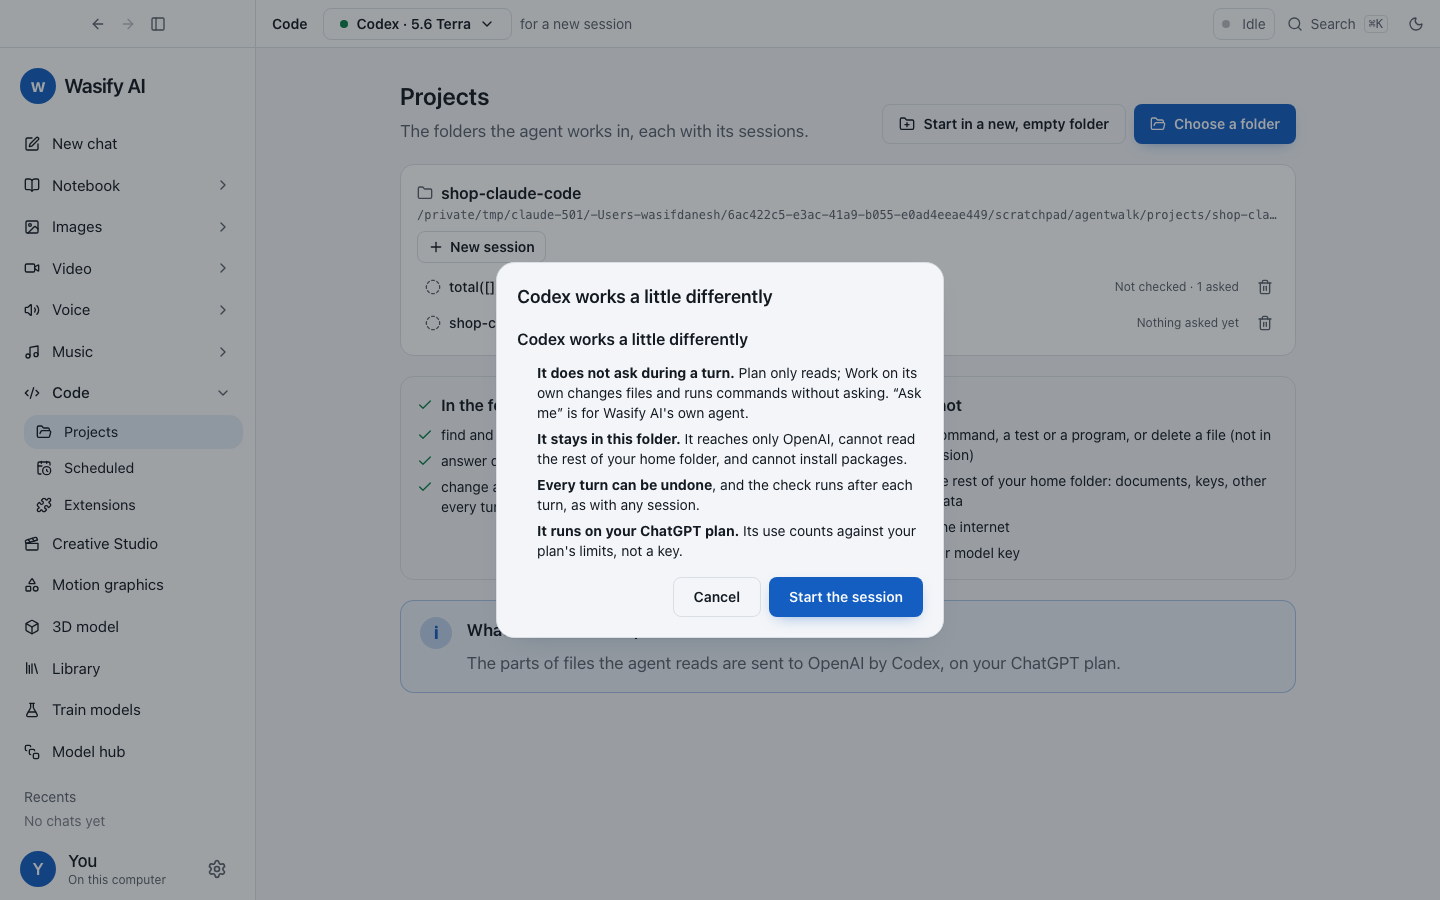 Code
Codex · 5.6 Terra
for a new session
Idle
Search
⌘K
w
Wasify AI
New chat
Notebook
Images
Video
Voice
Music
Code
Projects
Scheduled
Extensions
Creative Studio
Motion graphics
3D model
Library
Train models
Model hub
Recents
No chats yet
Y
You
On this computer
Projects
The folders the agent works in, each with its sessions.
Start in a new, empty folder
Choose a folder
shop-claude-code
/private/tmp/claude-501/-Users-wasifdanesh/6ac422c5-e3ac-41a9-b055-e0ad4eeae449/scratchpad/agentwalk/projects/shop-cla…
New session
total([]
Not checked · 1 asked
shop-c
Nothing asked yet
Codex works a little differently
Codex works a little differently
It does not ask during a turn. Plan only reads; Work on its
own changes files and runs commands without asking. “Ask
me” is for Wasify AI's own agent.
It stays in this folder. It reaches only OpenAI, cannot read
the rest of your home folder, and cannot install packages.
Every turn can be undone, and the check runs after each
turn, as with any session.
It runs on your ChatGPT plan. Its use counts against your
plan's limits, not a key.
Cancel
Start the session
In the f
find and
answer
change
every tu
ommand, a test or a program, or delete a file (not in
sion)
rest of your home folder: documents, keys, other
ata
e internet
r model key
i
Wha
The parts of files the agent reads are sent to OpenAI by Codex, on your ChatGPT plan.